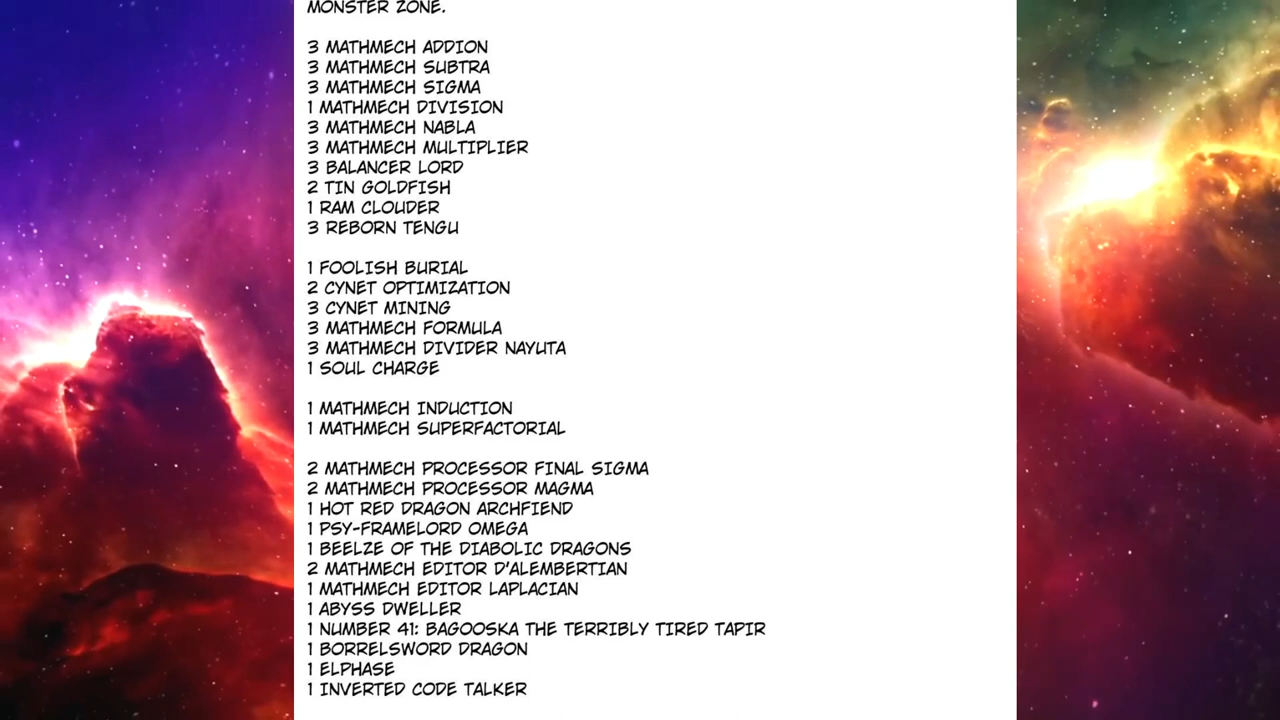 MONSTER ZONE.
3 MATHMECH ADDION
3 MATHMECH SUBTRA
3 MATHMECH SIGMA
1 MATHMECH DIVISION
3 MATHMECH NABLA
3 MATHMECH MULTIPLIER
3 BALANCER LORD
2 TIN GOLDFISH
1 RAM CLOUDER
3 REBORN TENGU
1 FOOLISH BURIAL
2 CYNET OPTIMIZATION
3 CYNET MINING
3 MATHMECH FORMULA
3 MATHMECH DIVIDER NAYUTA
1 SOUL CHARGE
1 MATHMECH INDUCTION
1 MATHMECH SUPERFACTORIAL
2 MATHMECH PROCESSOR FINAL SIGMA
2 MATHMECH PROCESSOR MAGMA
1 HOT RED DRAGON ARCHFIEND
1 PSY-FRAMELORD OMEGA
1 BEELZE OF THE DIABOLIC DRAGONS
2 MATHMECH EDITOR D'ALEMBERTIAN
1 MATHMECH EDITOR LAPLACIAN
1 ABYSS DWELLER
1 NUMBER 41: BAGOOSKA THE TERRIBLY TIRED TAPIR
1 BORRELSWORD DRAGON
1 ELPHASE
1 INVERTED CODE TALKER